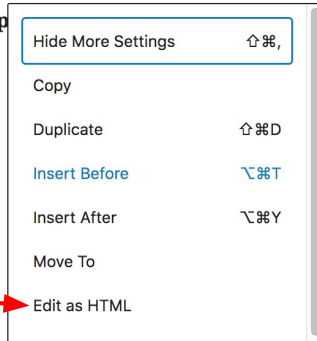 p
Hide More Settings ⇧⌘,
Copy
Duplicate ⇧⌘D
Insert Before ⌥⌘T
Insert After ⌥⌘Y
Move To
Edit as HTML